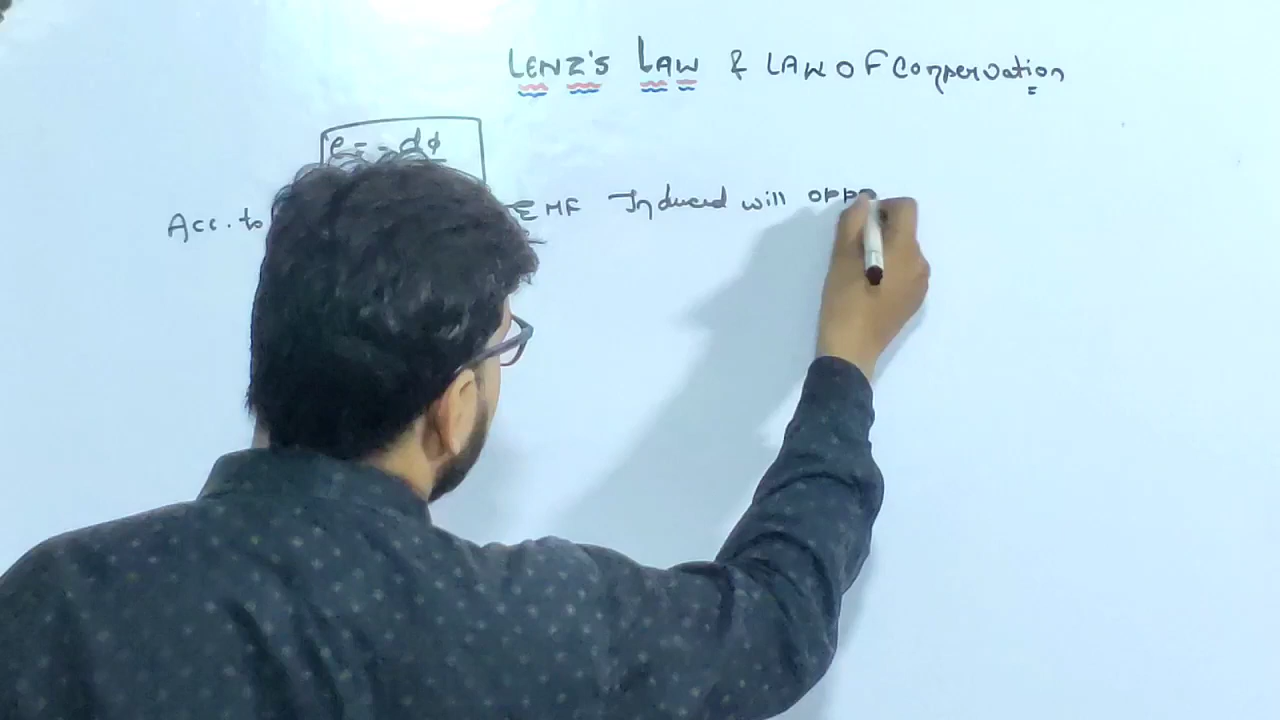 LENZ'S LAW & LAW OF Conservation
e = - dϕ
Acc. to EMF Induced will oppo